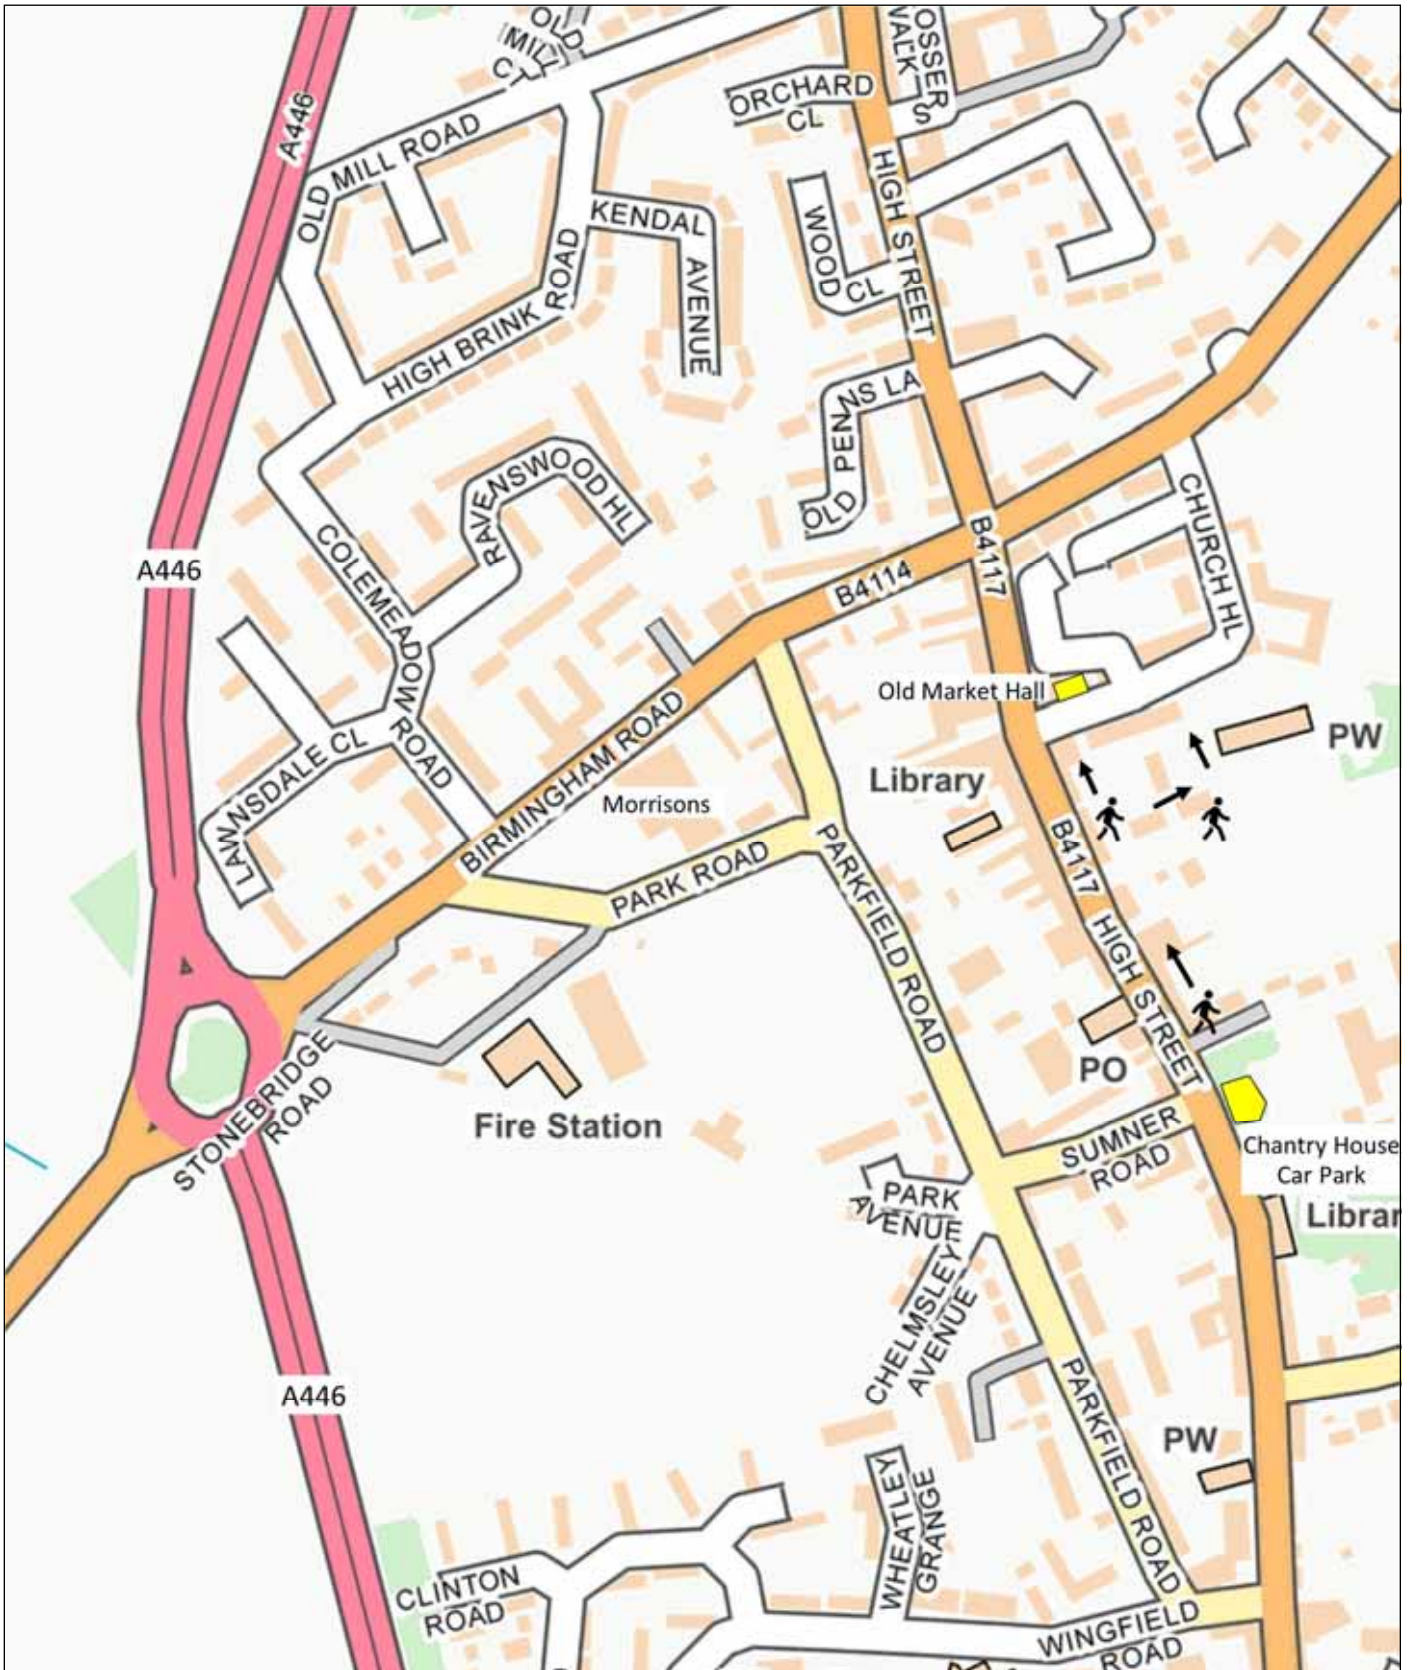 OLD
MILL
CT
A446
OLD MILL ROAD
ORCHARD
CL
OSSER S
WALK
HIGH STREET
KENDAL
AVENUE
WOOD
CL
HIGH BRINK ROAD
OLD PENNS LA
RAVENSWOOD HL
COLEMEADOW
ROAD
A446
B4114
B4117
CHURCH HL
Old Market Hall
PW
LAWNSDALE CL
BIRMINGHAM ROAD
Morrisons
Library
PARK ROAD
PARKFIELD ROAD
B4117
HIGH STREET
PO
STONEBRIDGE
ROAD
Fire Station
SUMNER
ROAD
Chantry House
Car Park
PARK
AVENUE
Librar
CHELMSLEY
AVENUE
A446
PARKFIELD ROAD
PW
WHEATLEY
GRANGE
CLINTON
ROAD
WINGFIELD
ROAD